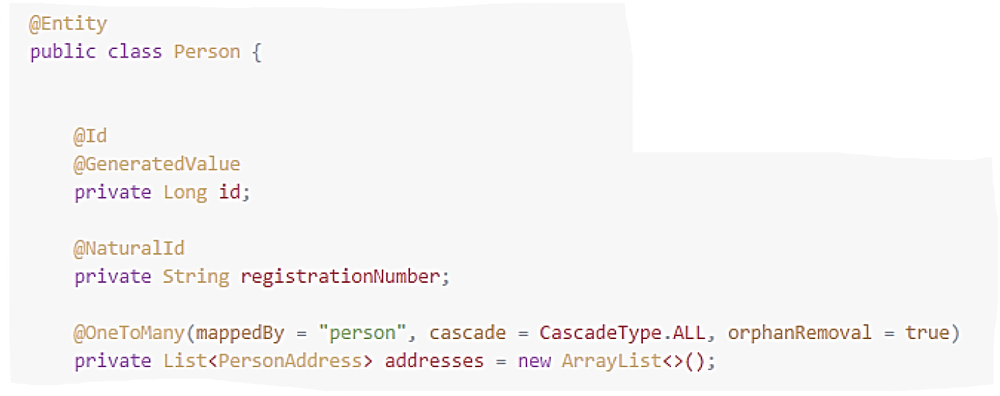 @Entity
public class Person {
@Id
@GeneratedValue
private Long id;
@NaturalId
private String registrationNumber;
@OneToMany(mappedBy = "person", cascade = CascadeType.ALL, orphanRemoval = true)
private List<PersonAddress> addresses = new ArrayList<>();